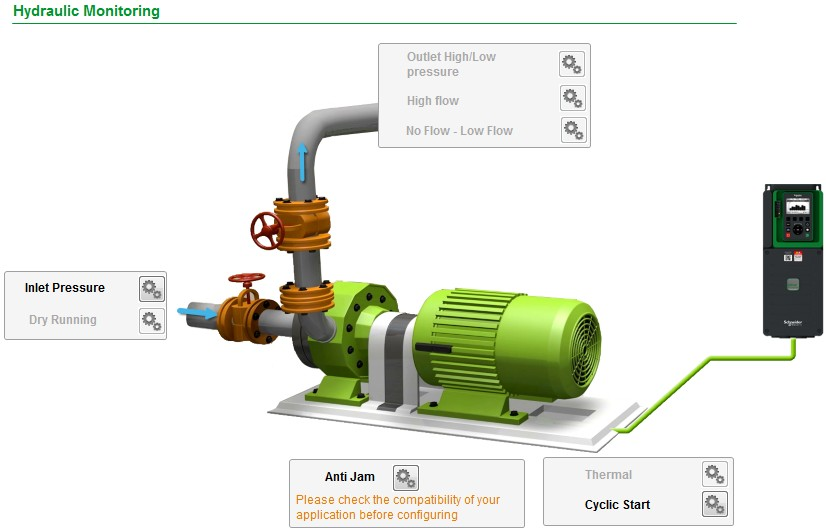 Hydraulic Monitoring
Outlet High/Low
pressure
High flow
No Flow - Low Flow
Inlet Pressure
Dry Running
Schneider
Anti Jam
Please check the compatibility of your
application before configuring
Thermal
Cyclic Start